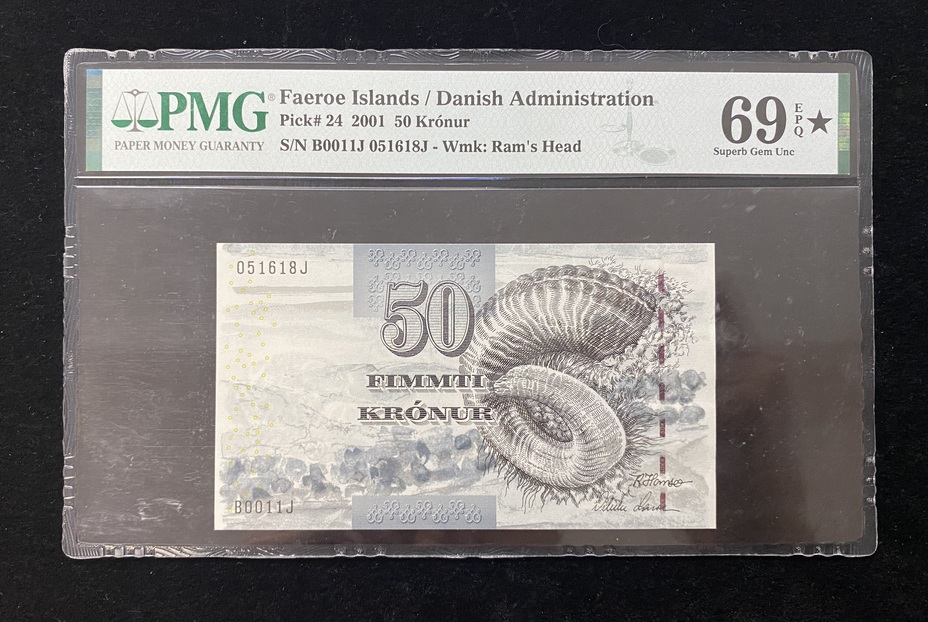 PMG®
PAPER MONEY GUARANTY
Faeroe Islands / Danish Administration
Pick# 24 2001 50 Krónur
S/N B0011J 051618J - Wmk: Ram's Head
69 EPQ ★
Superb Gem Unc
051618J
50
FIMMTI
KRÓNUR
B0011J